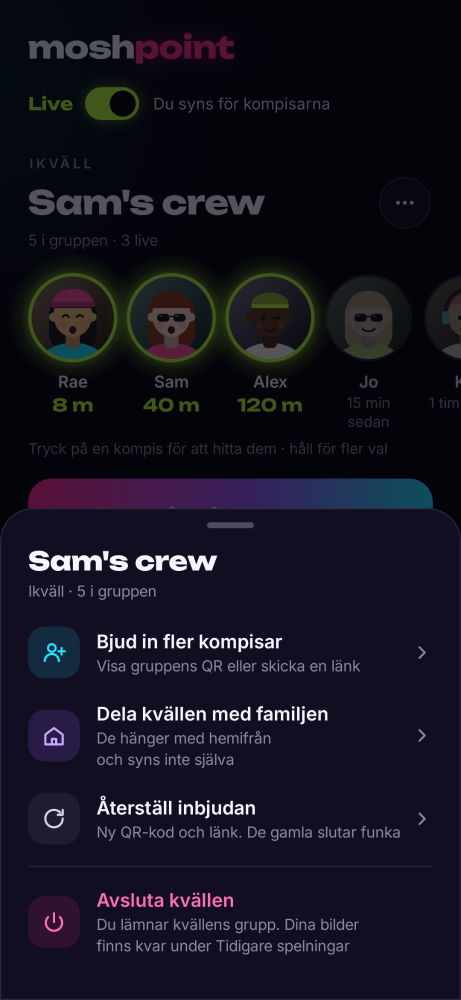 moshpoint
Live Du syns för kompisarna
IKVÄLL
Sam's crew
5 i gruppen · 3 live
Rae Sam Alex Jo
8 m 40 m 120 m 15 min sedan 1 tim
Tryck på en kompis för att hitta dem · håll för fler val
Sam's crew
Ikväll · 5 i gruppen
Bjud in fler kompisar
Visa gruppens QR eller skicka en länk
Dela kvällen med familjen
De hänger med hemifrån
och syns inte själva
Återställ inbjudan
Ny QR-kod och länk. De gamla slutar funka
Avsluta kvällen
Du lämnar kvällens grupp. Dina bilder
finns kvar under Tidigare spelningar